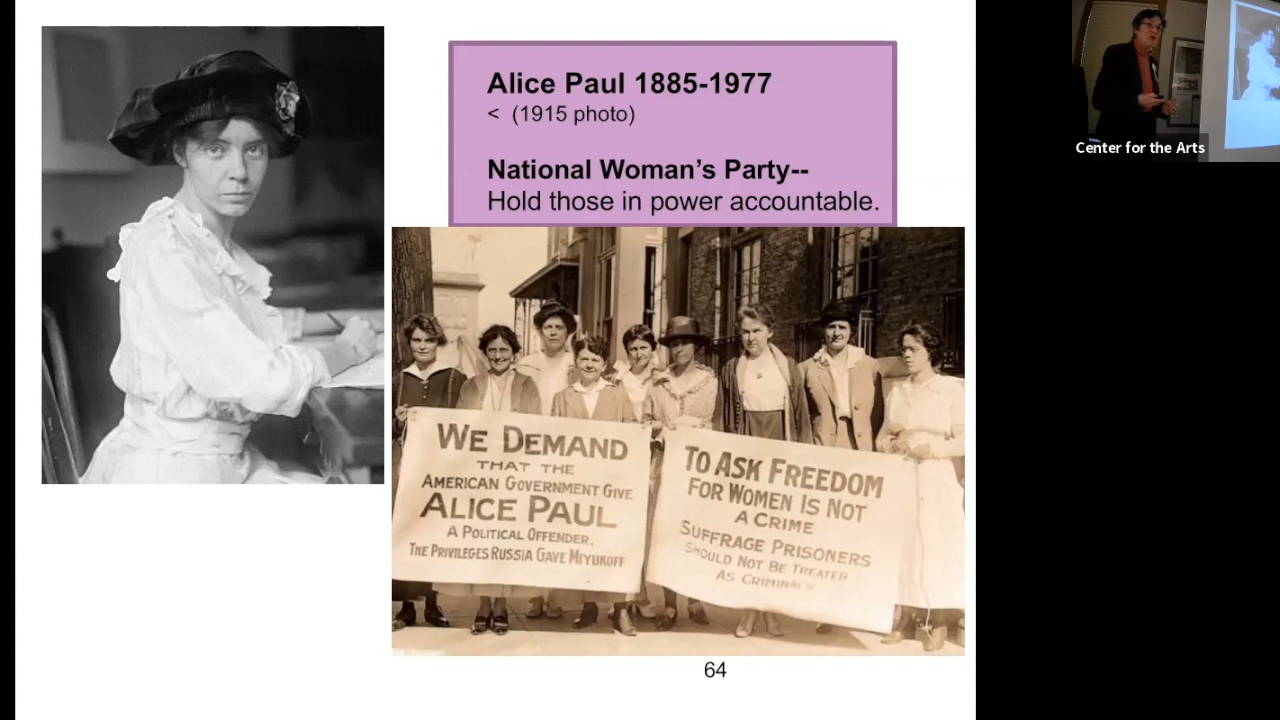 Alice Paul 1885-1977
< (1915 photo)
National Woman's Party--
Hold those in power accountable.
Center for the Arts
WE DEMAND
THAT THE
AMERICAN GOVERNMENT GIVE
ALICE PAUL
A POLITICAL OFFENDER,
THE PRIVILEGES RUSSIA GAVE MIYUKOFF
TO ASK FREEDOM
FOR WOMEN IS NOT
A CRIME
SUFFRAGE PRISONERS
SHOULD NOT BE TREATED
AS CRIMINALS
64